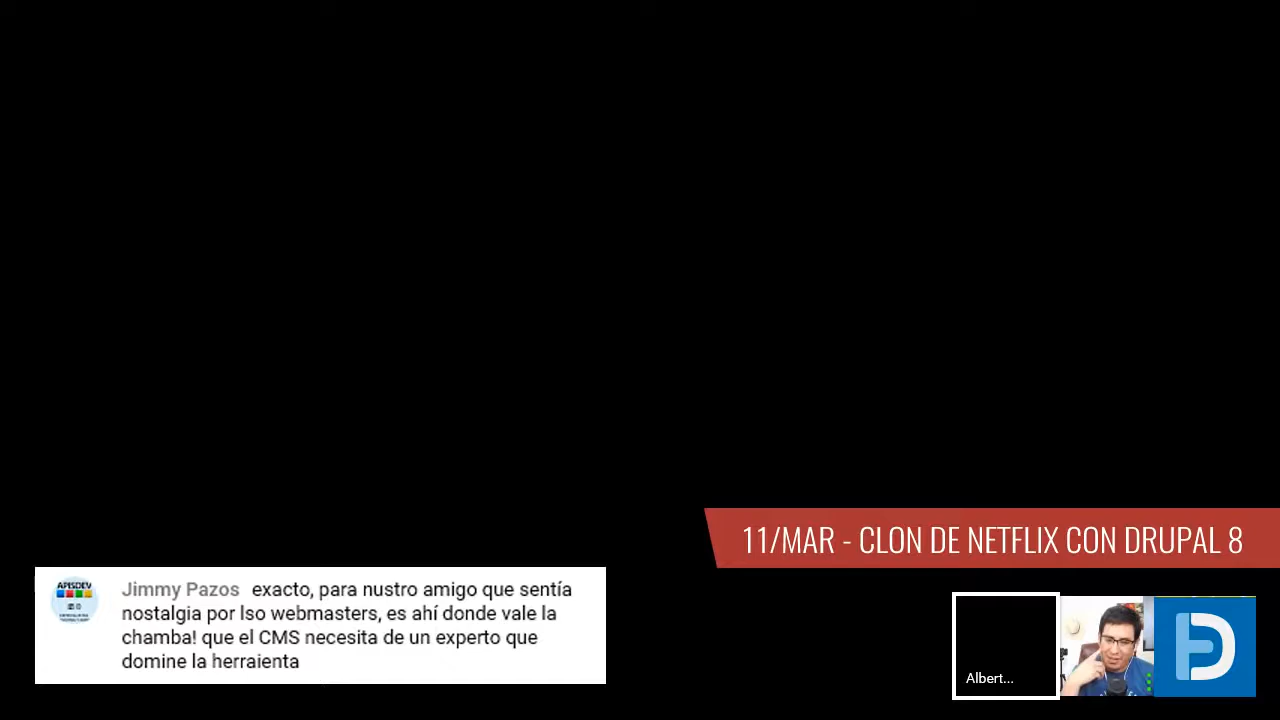 11/MAR - CLON DE NETFLIX CON DRUPAL 8
APISDEV
Jimmy Pazos exacto, para nustro amigo que sentía
nostalgia por lso webmasters, es ahí donde vale la
chamba! que el CMS necesita de un experto que
domine la herraienta
Albert...